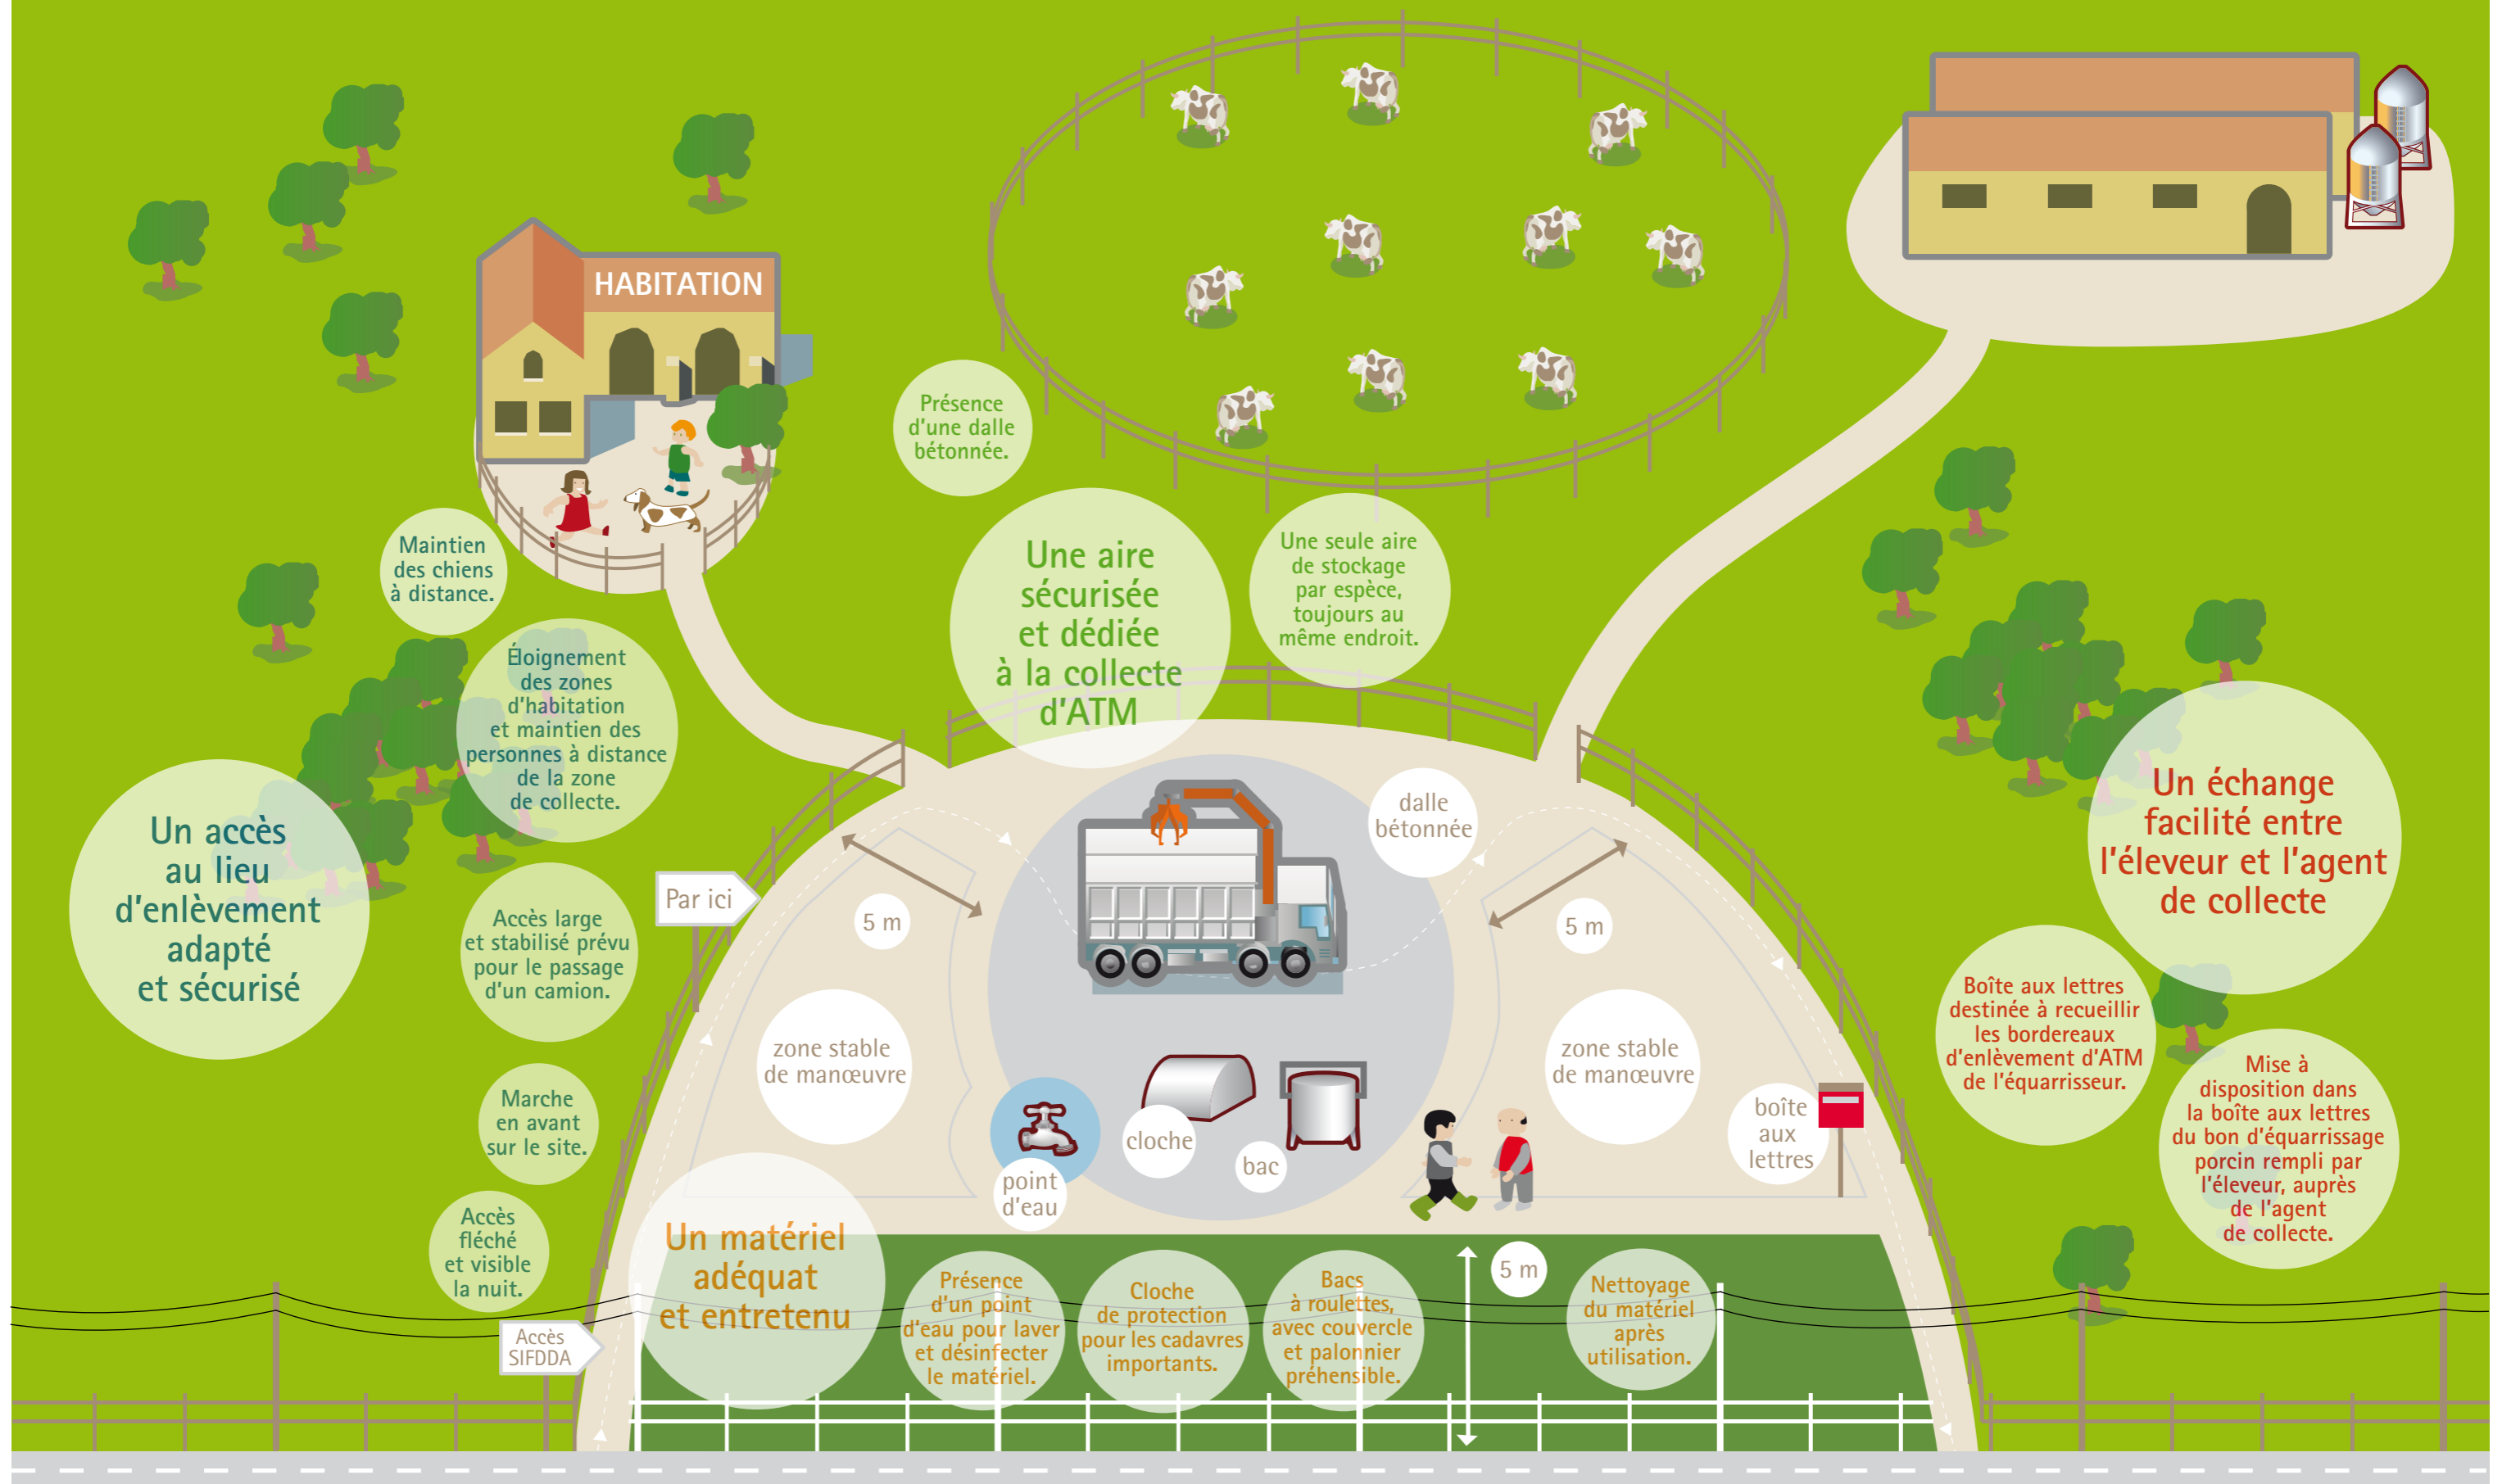 HABITATION
Présence
d'une dalle
bétonnée.
Maintien
des chiens
à distance.
Une aire
sécurisée
et dédiée
à la collecte
d'ATM
Une seule aire
de stockage
par espèce,
toujours au
même endroit.
Éloignement
des zones
d'habitation
et maintien des
personnes à distance
de la zone
de collecte.
Un accès
au lieu
d'enlèvement
adapté
et sécurisé
Un échange
facilité entre
l'éleveur et l'agent
de collecte
dalle
bétonnée
Par ici
5 m
5 m
Accès large
et stabilisé prévu
pour le passage
d'un camion.
Boîte aux lettres
destinée à recueillir
les bordereaux
d'enlèvement d'ATM
de l'équarrisseur.
zone stable
de manœuvre
zone stable
de manœuvre
Marche
en avant
sur le site.
cloche
bac
point
d'eau
boîte
aux
lettres
Mise à
disposition dans
la boîte aux lettres
du bon d'équarrissage
porcin rempli par
l'éleveur, auprès
de l'agent
de collecte.
Accès
fléché
et visible
la nuit.
Un matériel
adéquat
et entretenu
Présence
d'un point
d'eau pour laver
et désinfecter
le matériel.
Cloche
de protection
pour les cadavres
importants.
Bacs
à roulettes,
avec couvercle
et palonnier
préhensible.
5 m
Nettoyage
du matériel
après
utilisation.
Accès
SIFDDA